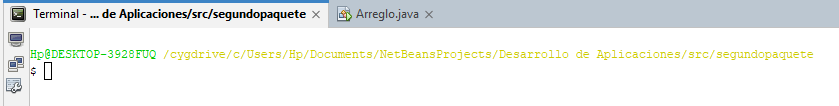 Terminal - ... de Aplicaciones/src/segundopaquete
Arreglo.java
Hp@DESKTOP-3928FUQ /cygdrive/c/Users/Hp/Documents/NetBeansProjects/Desarrollo de Aplicaciones/src/segundopaquete
$